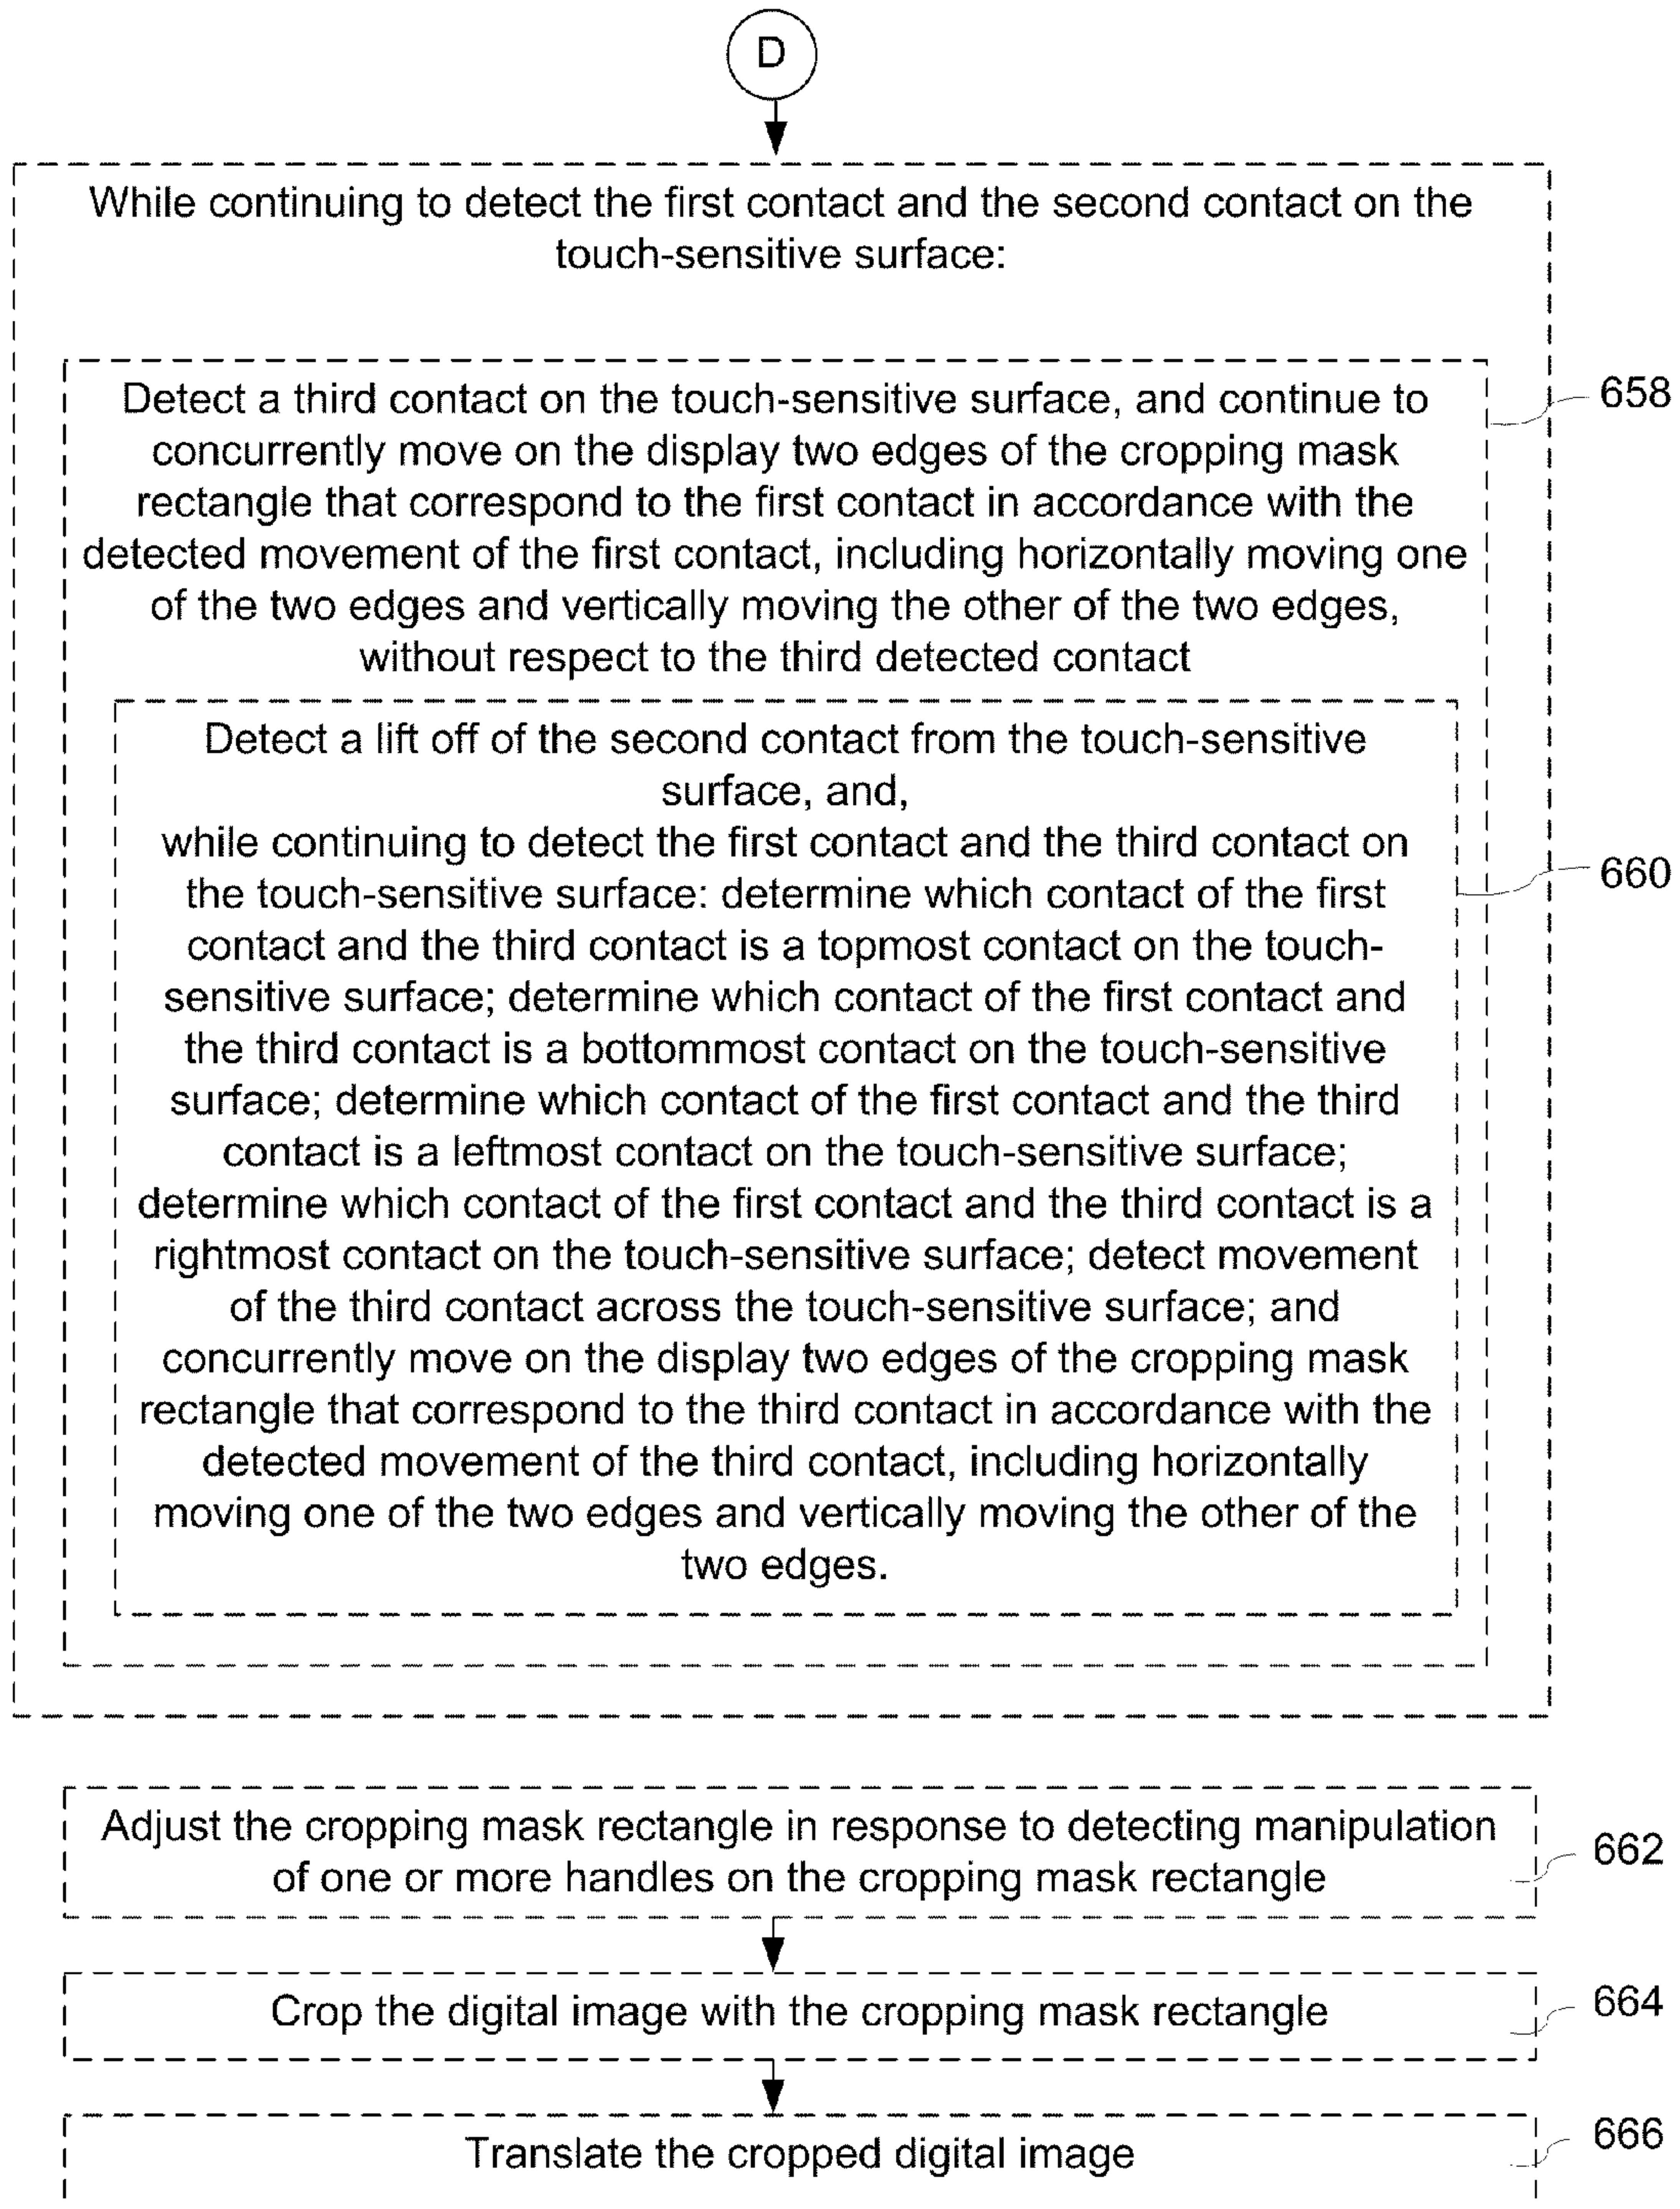 D
While continuing to detect the first contact and the second contact on the
touch-sensitive surface:
Detect a third contact on the touch-sensitive surface, and continue to
concurrently move on the display two edges of the cropping mask
rectangle that correspond to the first contact in accordance with the
detected movement of the first contact, including horizontally moving one
of the two edges and vertically moving the other of the two edges,
without respect to the third detected contact
658
Detect a lift off of the second contact from the touch-sensitive
surface, and,
while continuing to detect the first contact and the third contact on
the touch-sensitive surface: determine which contact of the first
contact and the third contact is a topmost contact on the touch-
sensitive surface; determine which contact of the first contact and
the third contact is a bottommost contact on the touch-sensitive
surface; determine which contact of the first contact and the third
contact is a leftmost contact on the touch-sensitive surface;
determine which contact of the first contact and the third contact is a
rightmost contact on the touch-sensitive surface; detect movement
of the third contact across the touch-sensitive surface; and
concurrently move on the display two edges of the cropping mask
rectangle that correspond to the third contact in accordance with the
detected movement of the third contact, including horizontally
moving one of the two edges and vertically moving the other of the
two edges.
660
Adjust the cropping mask rectangle in response to detecting manipulation
of one or more handles on the cropping mask rectangle
662
Crop the digital image with the cropping mask rectangle
664
Translate the cropped digital image
666